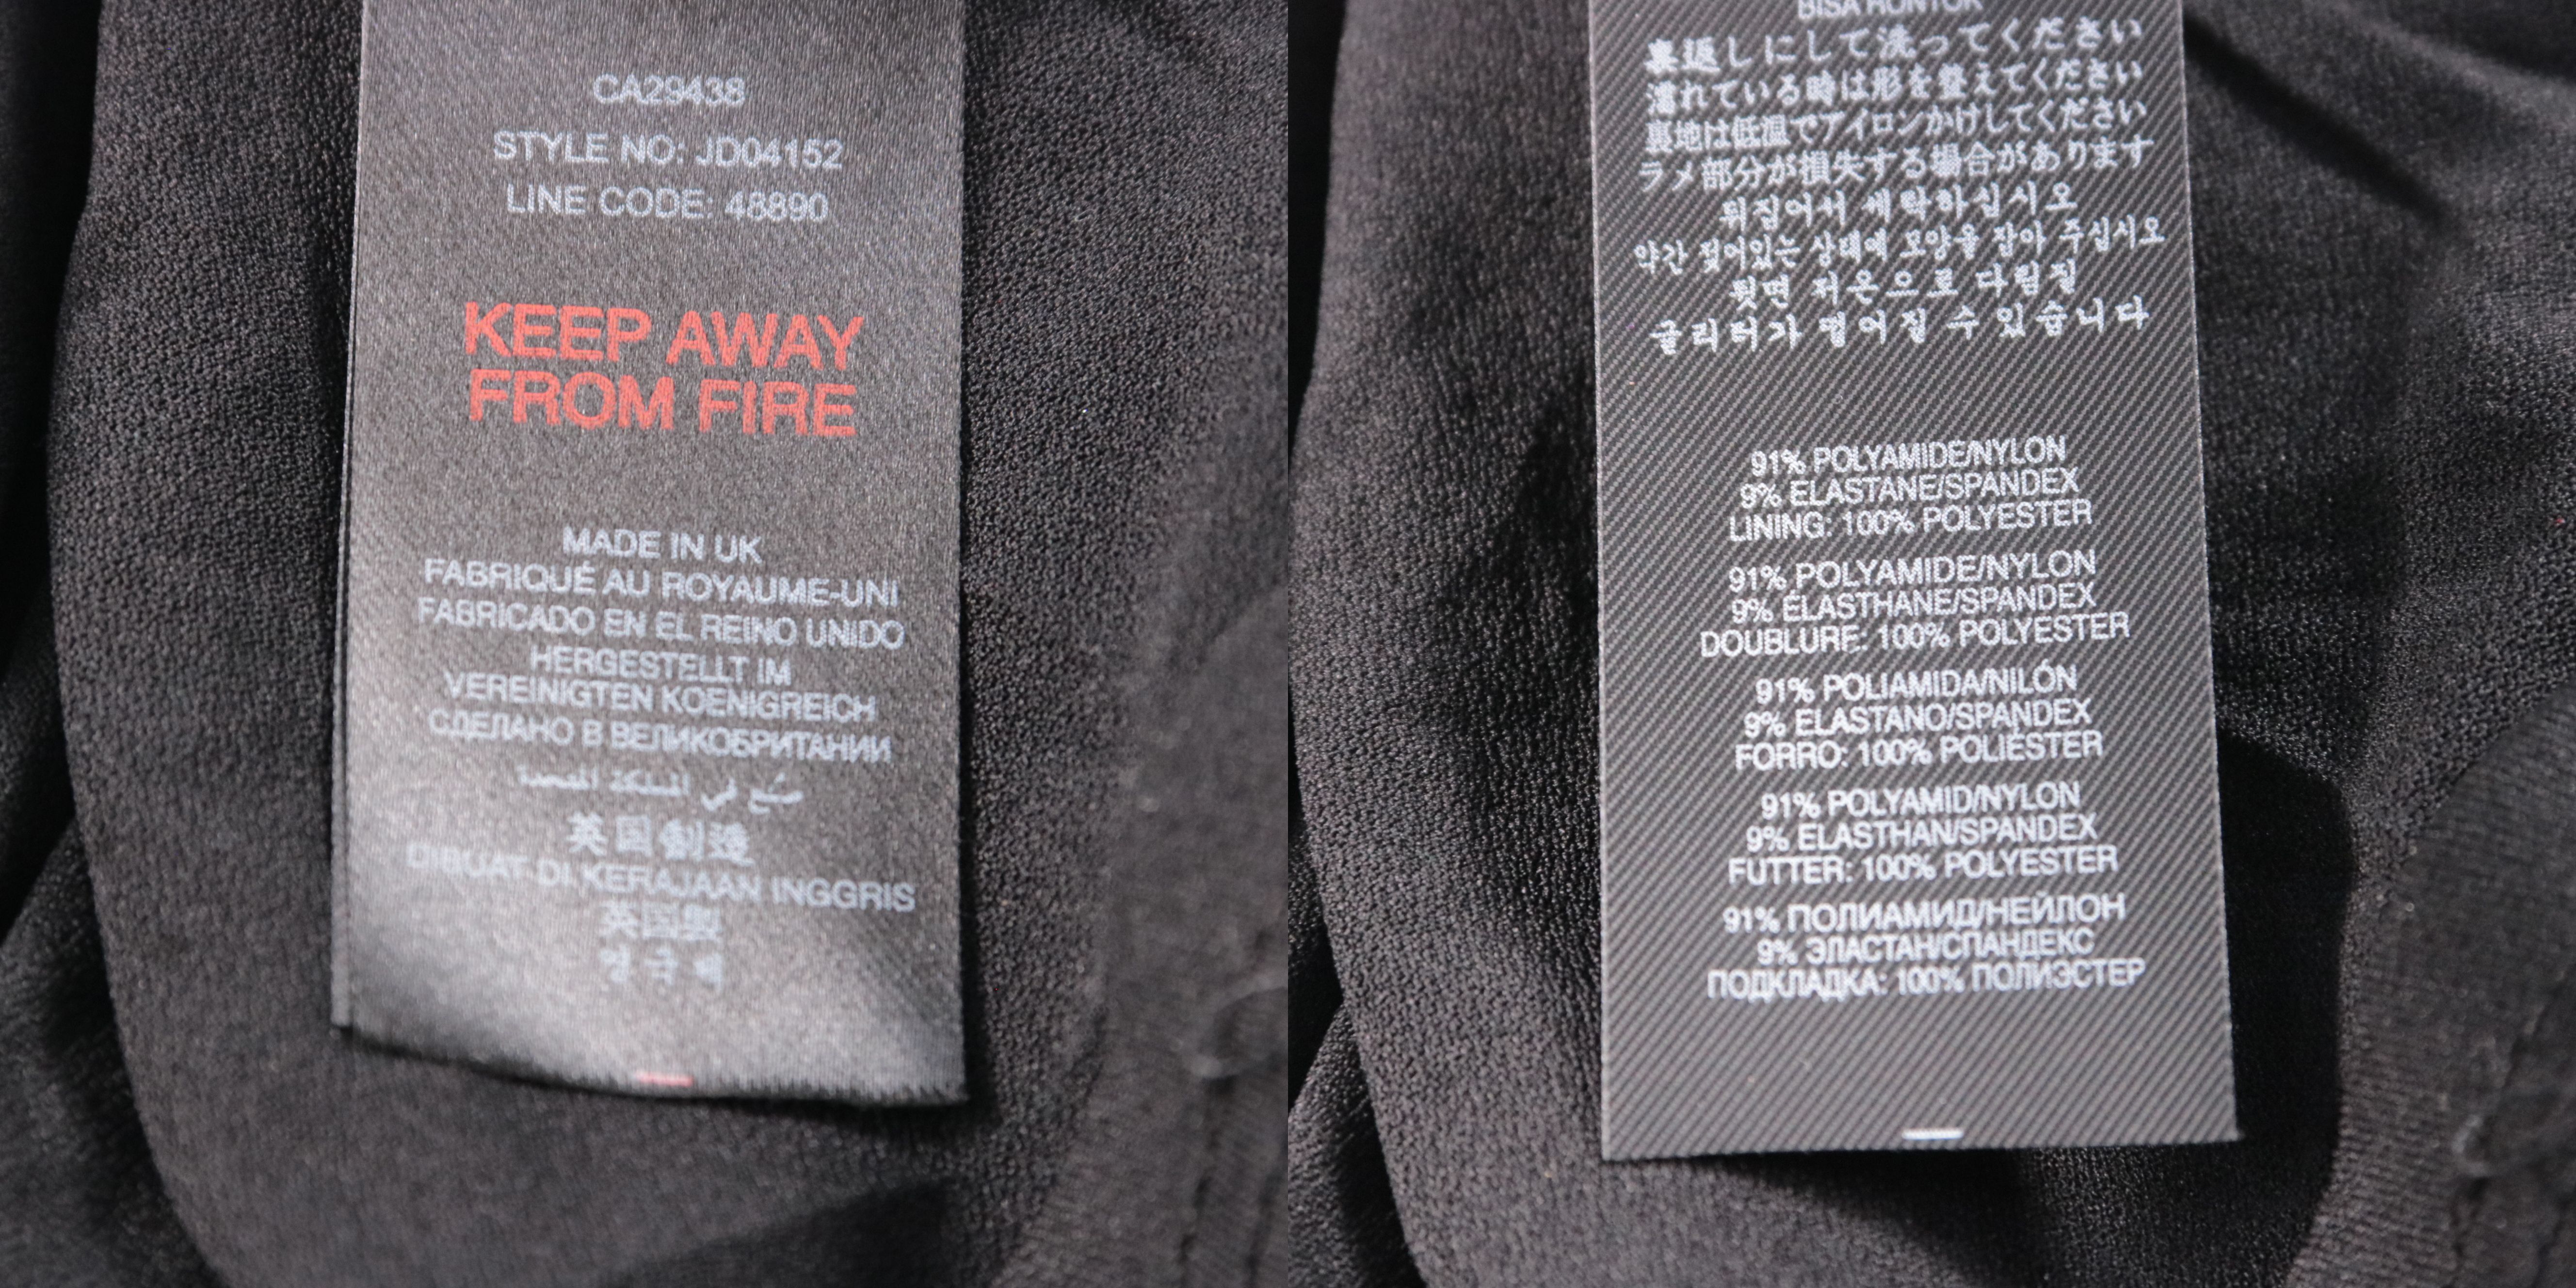 CA29438
STYLE NO: JD04152
LINE CODE: 48890
KEEP AWAY
FROM FIRE
MADE IN UK
FABRIQUÉ AU ROYAUME-UNI
FABRICADO EN EL REINO UNIDO
HERGESTELLT IM
VEREINIGTEN KOENIGREICH
СДЕЛАНО В ВЕЛИКОБРИТАНИИ
صنع في المملكة المتحدة
英国創造
DIBUAT DI KERAJAAN INGGRIS
英国製
영국제
BISA RONTOK
裏返しにして洗ってください
濡れている時は形を整えてください
裏地は低温でアイロンかけしてください
ラメ部分が損失する場合があります
뒤집어서 세탁하십시오
약간 젖어있는 상태에 모양을 잡아 주십시오
뒷면 저온으로 다림질
글리터가 떨어질 수 있습니다
91% POLYAMIDE/NYLON
9% ELASTANE/SPANDEX
LINING: 100% POLYESTER
91% POLYAMIDE/NYLON
9% ÉLASTHANE/SPANDEX
DOUBLURE: 100% POLYESTER
91% POLIAMIDA/NILÓN
9% ELASTANO/SPANDEX
FORRO: 100% POLIÉSTER
91% POLYAMID/NYLON
9% ELASTHAN/SPANDEX
FUTTER: 100% POLYESTER
91% ПОЛИАМИД/НЕЙЛОН
9% ЭЛАСТАН/СПАНДЕКС
ПОДКЛАДКА: 100% ПОЛИЭСТЕР